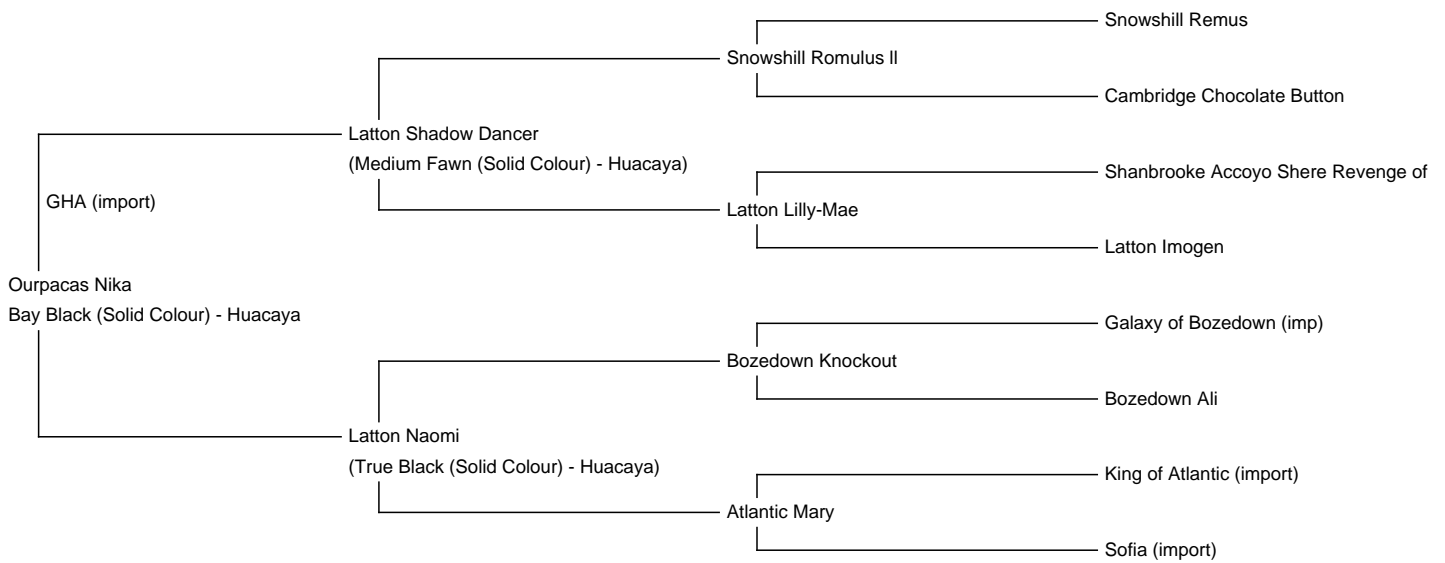 Snowshill Remus
Snowshill Romulus ll
Cambridge Chocolate Button
Latton Shadow Dancer
(Medium Fawn (Solid Colour) - Huacaya)
Shanbrooke Accoyo Shere Revenge of
GHA (import)
Latton Lilly-Mae
Latton Imogen
Ourpacas Nika
Bay Black (Solid Colour) - Huacaya
Galaxy of Bozedown (imp)
Bozedown Knockout
Bozedown Ali
Latton Naomi
(True Black (Solid Colour) - Huacaya)
King of Atlantic (import)
Atlantic Mary
Sofia (import)